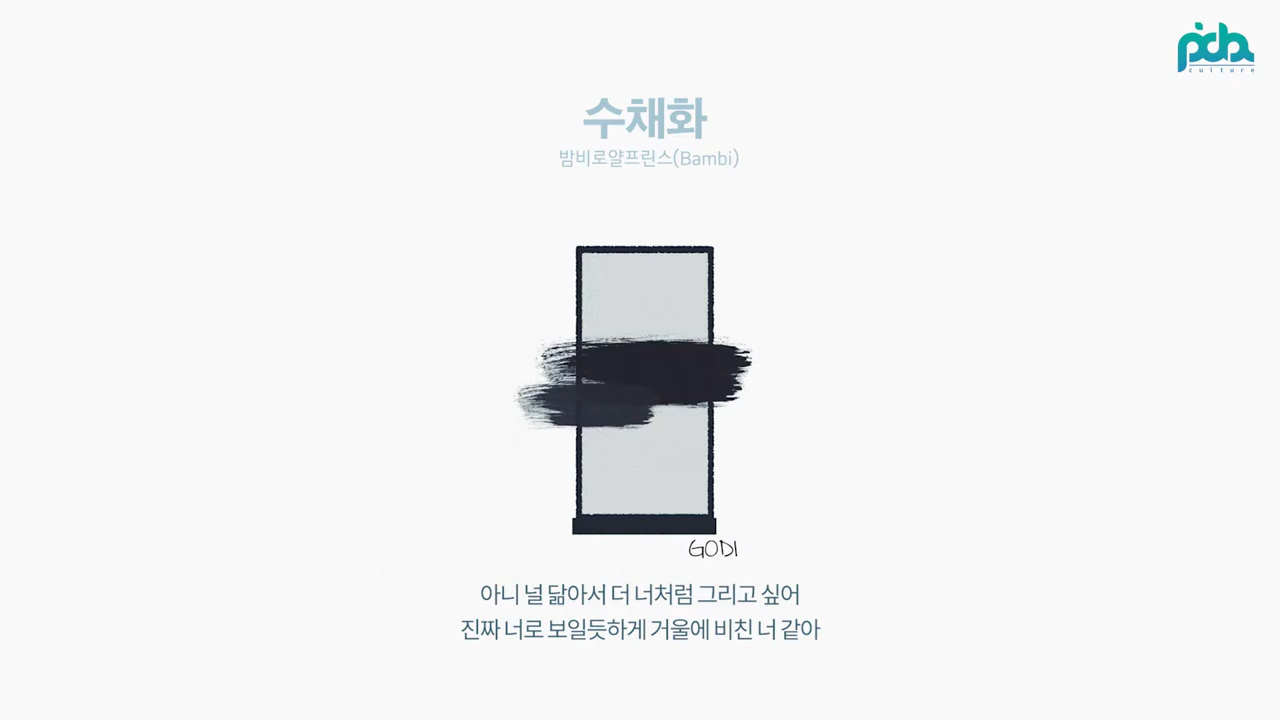 pida
culture
수채화
밤비로얄프린스(Bambi)
GODI
아니 널 닮아서 더 너처럼 그리고 싶어
진짜 너로 보일듯하게 거울에 비친 너 같아